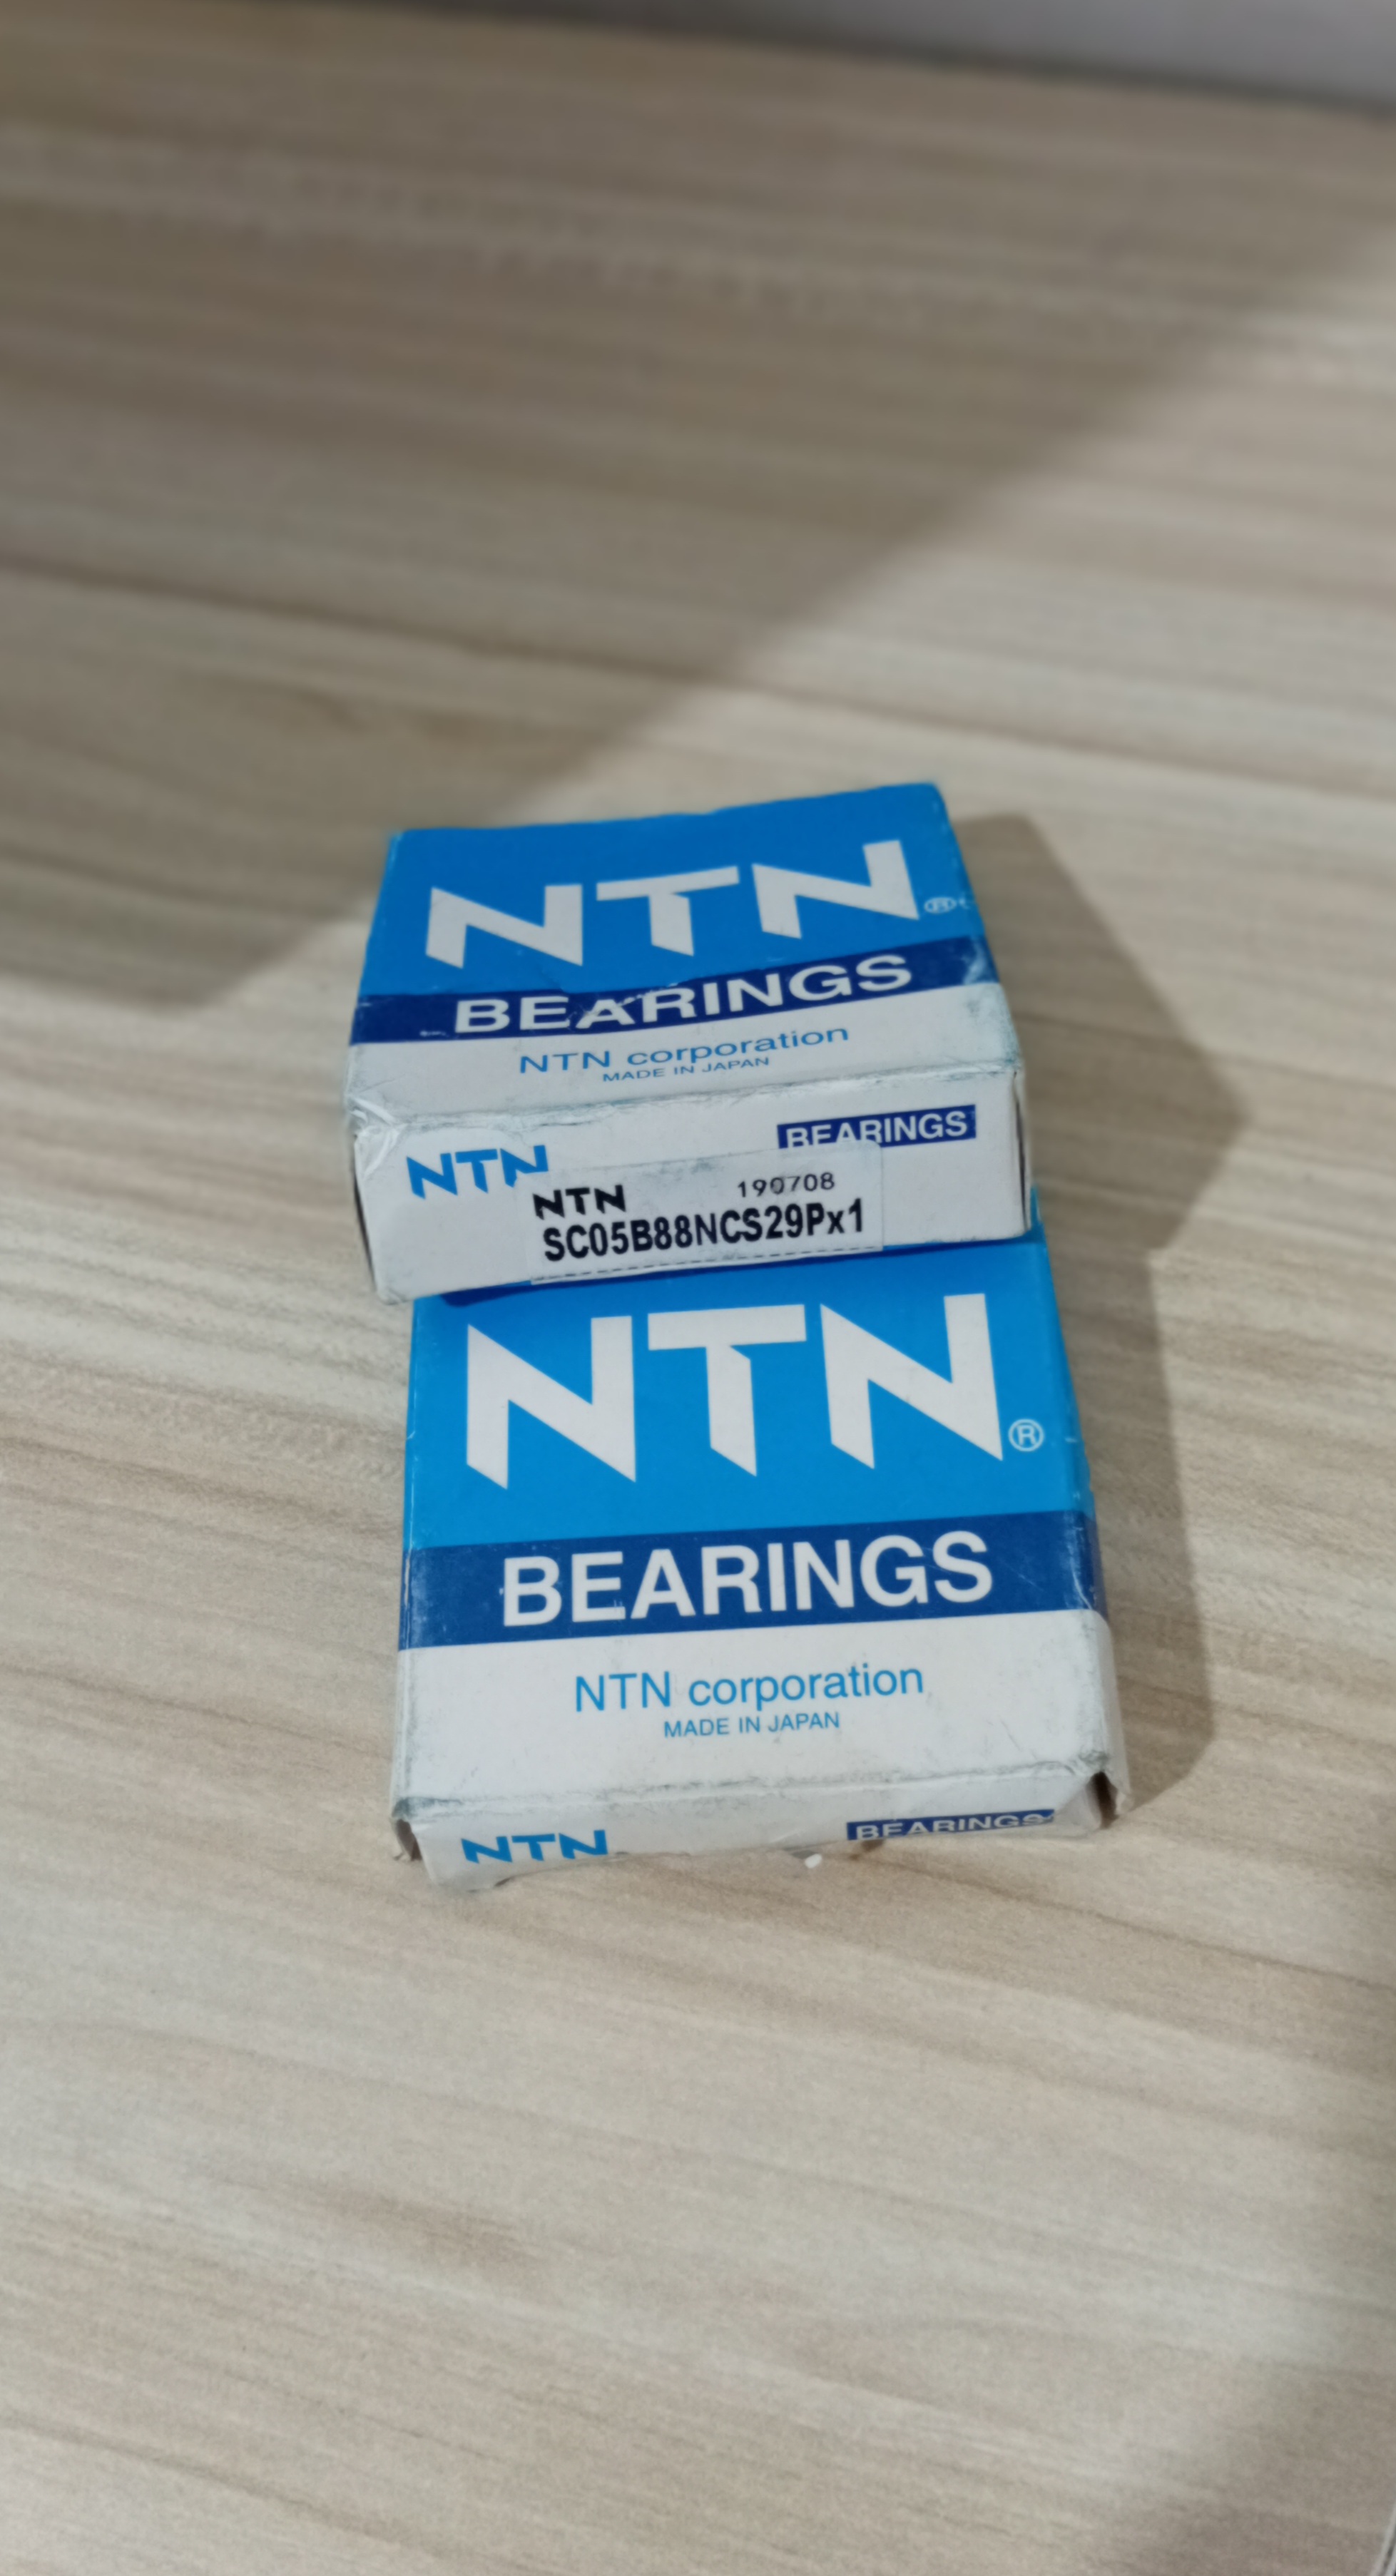 NTN®
BEARINGS
NTN corporation
MADE IN JAPAN
NTN BEARINGS
NTN 190708
SC05B88NCS29Px1
NTN®
BEARINGS
NTN corporation
MADE IN JAPAN
NTN BEARINGS